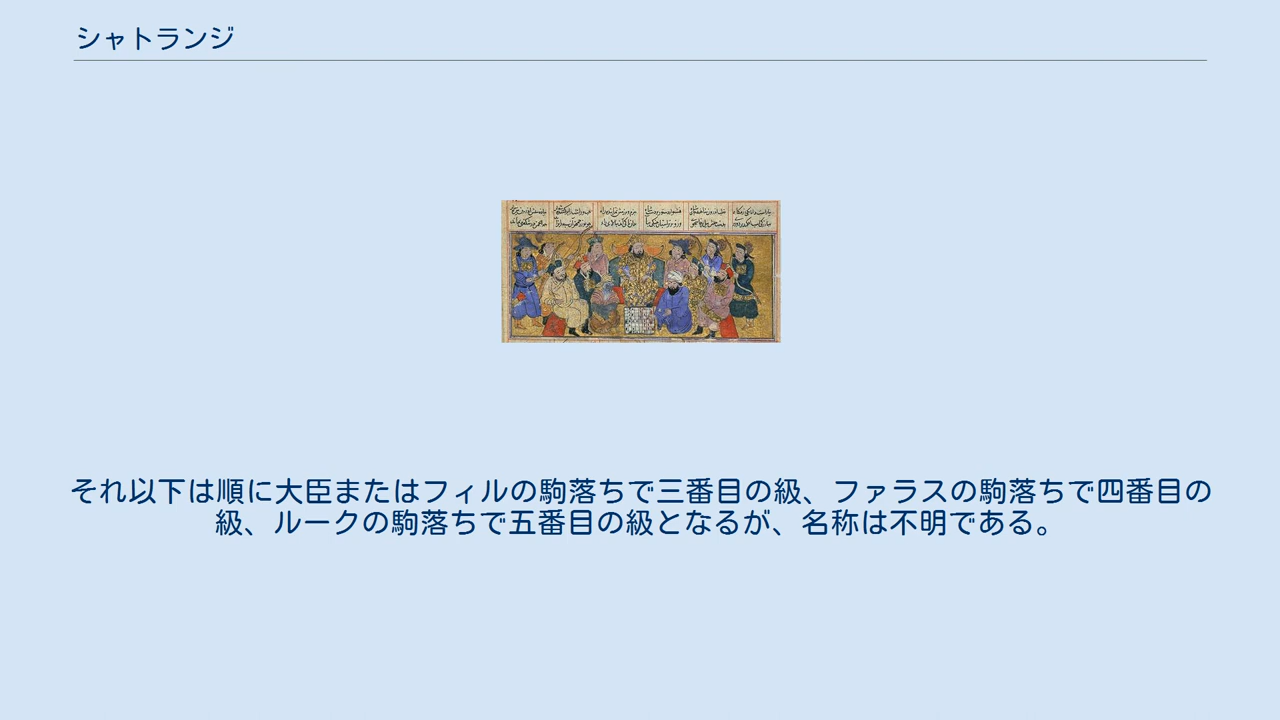 シャトランジ
それ以下は順に大臣またはフィルの駒落ちで三番目の級、ファラスの駒落ちで四番目の
級、ルークの駒落ちで五番目の級となるが、名称は不明である。